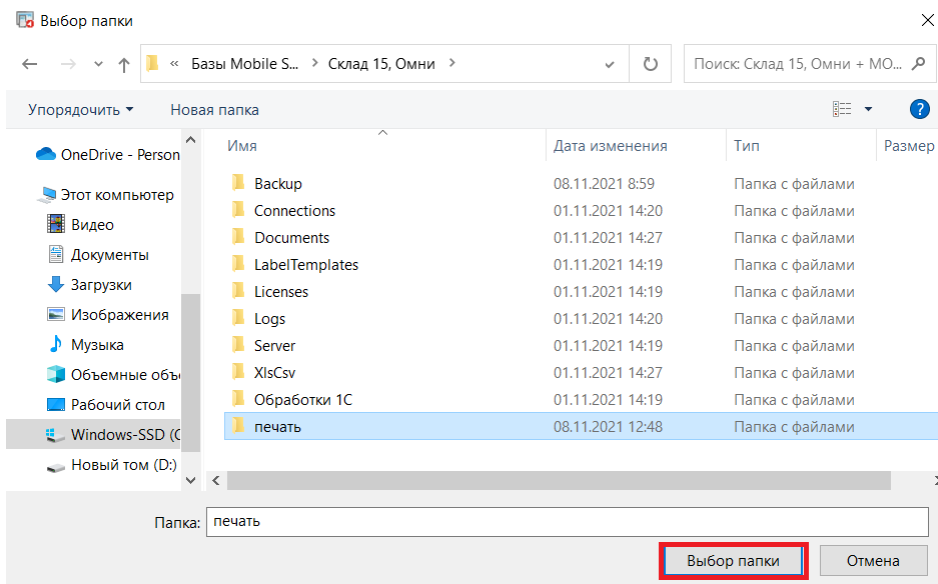 Выбор папки
« Базы Mobile S... > Склад 15, Омни >
Поиск: Склад 15, Омни + МО...
Упорядочить
Новая папка
?
OneDrive - Person
Этот компьютер
Видео
Документы
Загрузки
Изображения
Музыка
Объемные объ
Рабочий стол
Windows-SSD (C
Новый том (D:)
Имя Дата изменения Тип Размер
Backup 08.11.2021 8:59 Папка с файлами
Connections 01.11.2021 14:20 Папка с файлами
Documents 01.11.2021 14:27 Папка с файлами
LabelTemplates 01.11.2021 14:19 Папка с файлами
Licenses 01.11.2021 14:19 Папка с файлами
Logs 01.11.2021 14:20 Папка с файлами
Server 01.11.2021 14:19 Папка с файлами
XlsCsv 01.11.2021 14:27 Папка с файлами
Обработки 1С 01.11.2021 14:19 Папка с файлами
печать 08.11.2021 12:48 Папка с файлами
Папка: печать
Выбор папки
Отмена